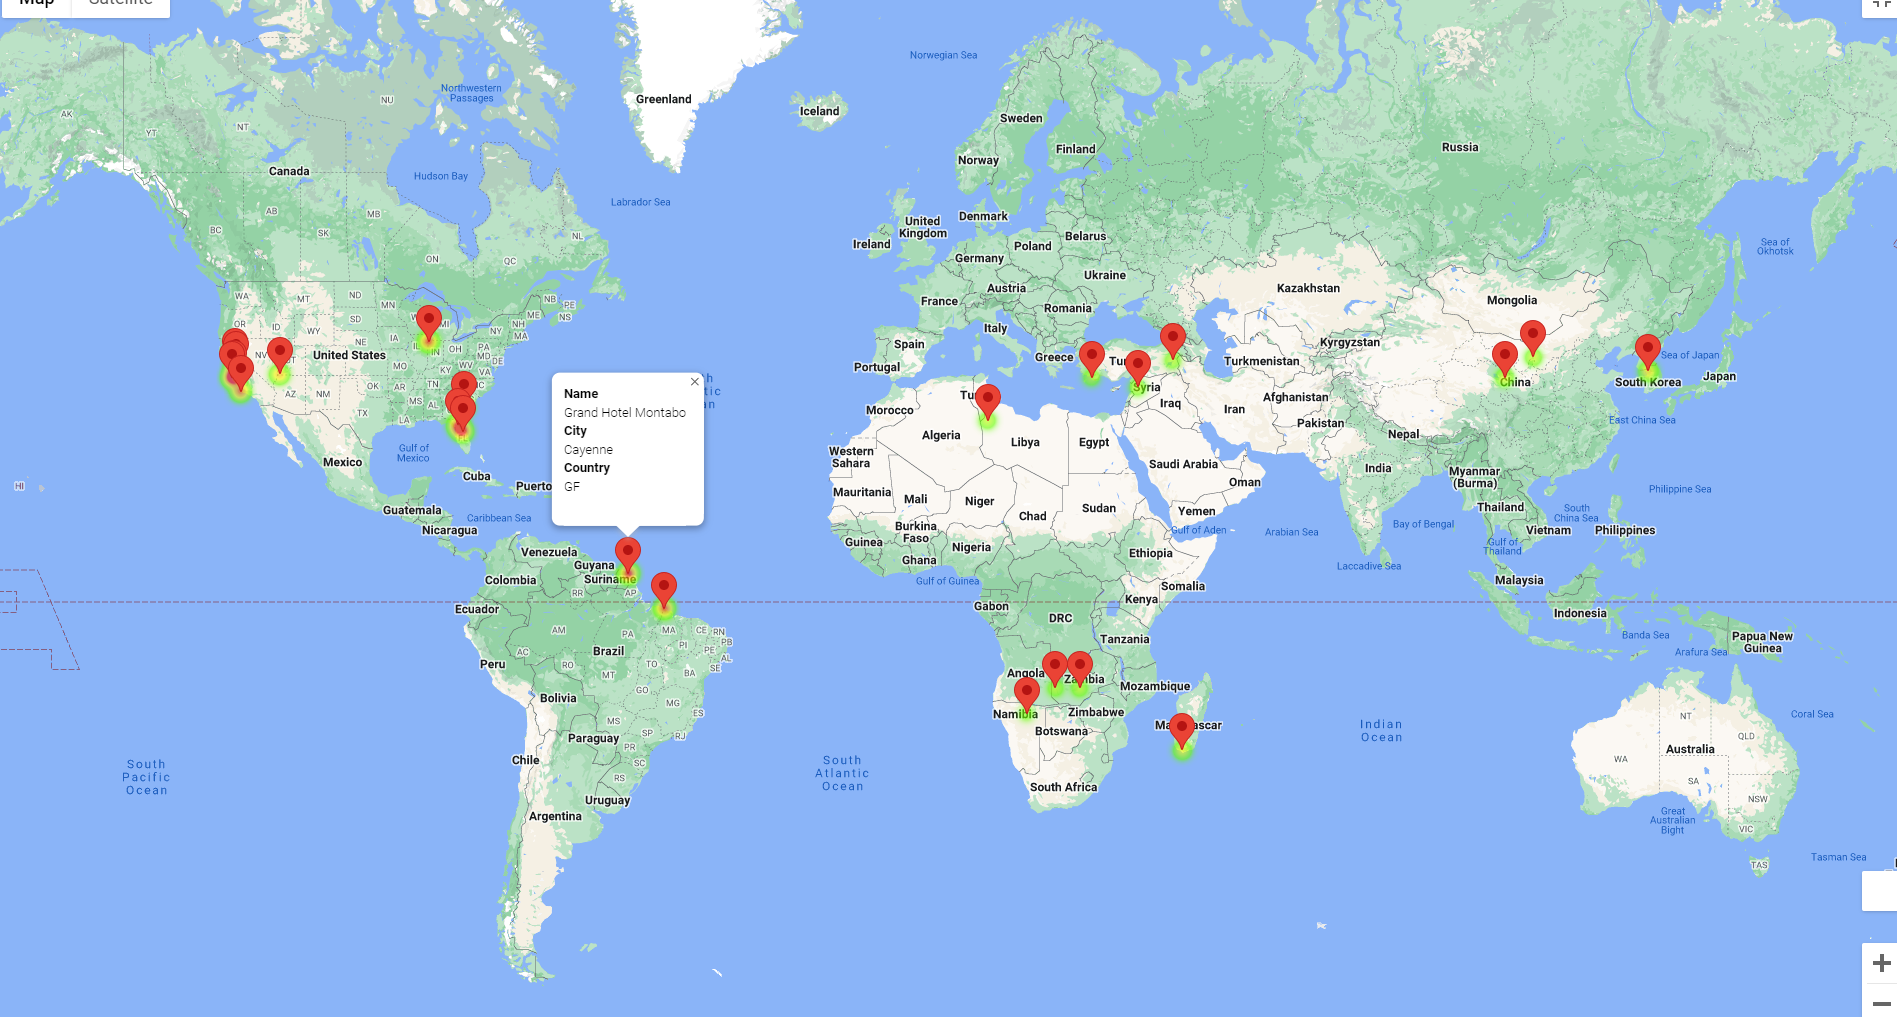 Map
Satellite
Greenland
Norwegian Sea
Iceland
Sweden
Finland
Norway
Russia
Northwestern
Passages
NU
AK
YT
NT
Canada
Hudson Bay
Labrador Sea
AB
MB
BC
SK
ON
QC
NL
United
Kingdom
Ireland
Denmark
Belarus
Poland
Germany
Ukraine
Austria
France
Romania
Italy
Spain
Portugal
Greece
Kazakhstan
Mongolia
Kyrgyzstan
Turkmenistan
Sea of
Okhotsk
Sea of Japan
South Korea
Japan
China
East China Sea
WA
MT
ND
MN
OR
ID
WY
SD
NV
United States
NB
PE
NS
ME
VT
NH
NY
MA
PA
OH
MD
DE
WV
KY
MO
TN
OK
AR
MS
AL
AZ
NM
TX
LA
Gulf of
Mexico
Mexico
Cuba
Puerto
Guatemala
Caribbean Sea
Nicaragua
HI
Name
Grand Hotel Montabo
City
Cayenne
Country
GF
Morocco
Algeria
Libya
Egypt
Western
Sahara
Mauritania
Mali
Niger
Chad
Sudan
Syria
Iraq
Iran
Afghanistan
Pakistan
Nepal
India
Saudi Arabia
Oman
Yemen
Gulf of Aden
Arabian Sea
Bay of Bengal
Laccadive Sea
Myanmar
(Burma)
Thailand
Vietnam
Gulf of
Thailand
South
China Sea
Philippines
Philippine Sea
Malaysia
Indonesia
Banda Sea
Arafura Sea
Papua New
Guinea
Burkina
Faso
Guinea
Ghana
Nigeria
Gulf of Guinea
Ethiopia
Somalia
Kenya
Gabon
DRC
Tanzania
Angola
Zambia
Mozambique
Namibia
Zimbabwe
Botswana
South Africa
Venezuela
Guyana
Suriname
Colombia
Ecuador
RR
AP
AM
PA
MA
CE
RN
PB
PE
AL
SE
PI
TO
BA
AC
RO
MT
GO
MG
ES
MS
SP
RJ
PR
SC
RS
Brazil
Peru
Bolivia
Paraguay
Chile
Uruguay
Argentina
South
Pacific
Ocean
South
Atlantic
Ocean
Indian
Ocean
Australia
NT
QLD
WA
SA
NSW
VIC
TAS
Great
Australian
Bight
Coral Sea
Tasman Sea